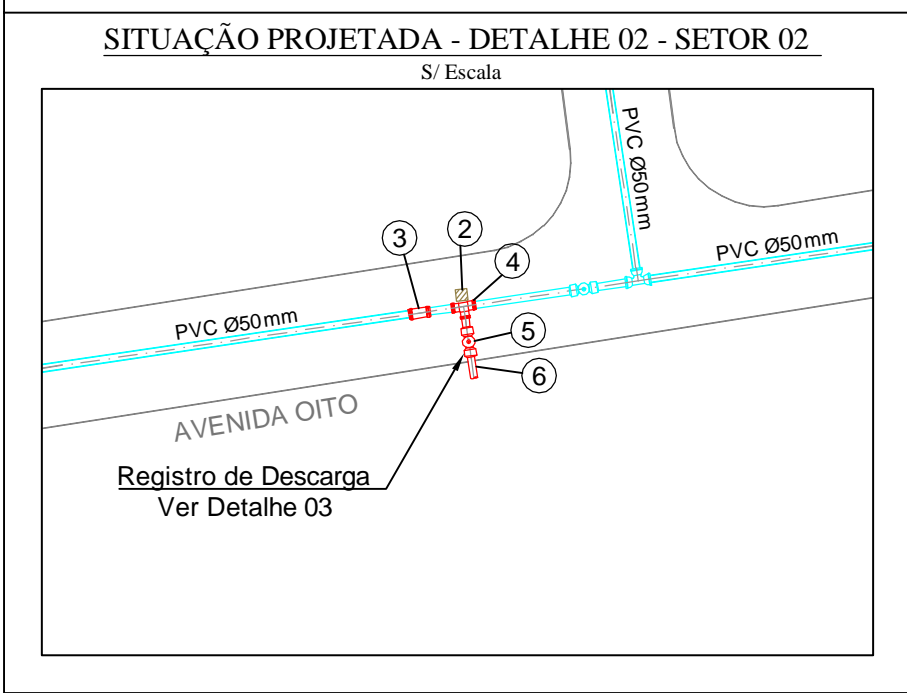 SITUAÇÃO PROJETADA - DETALHE 02 - SETOR 02
S/ Escala
PVC Ø50mm
PVC Ø50mm
2
3
4
PVC Ø50mm
5
6
AVENIDA OITO
Registro de Descarga
Ver Detalhe 03